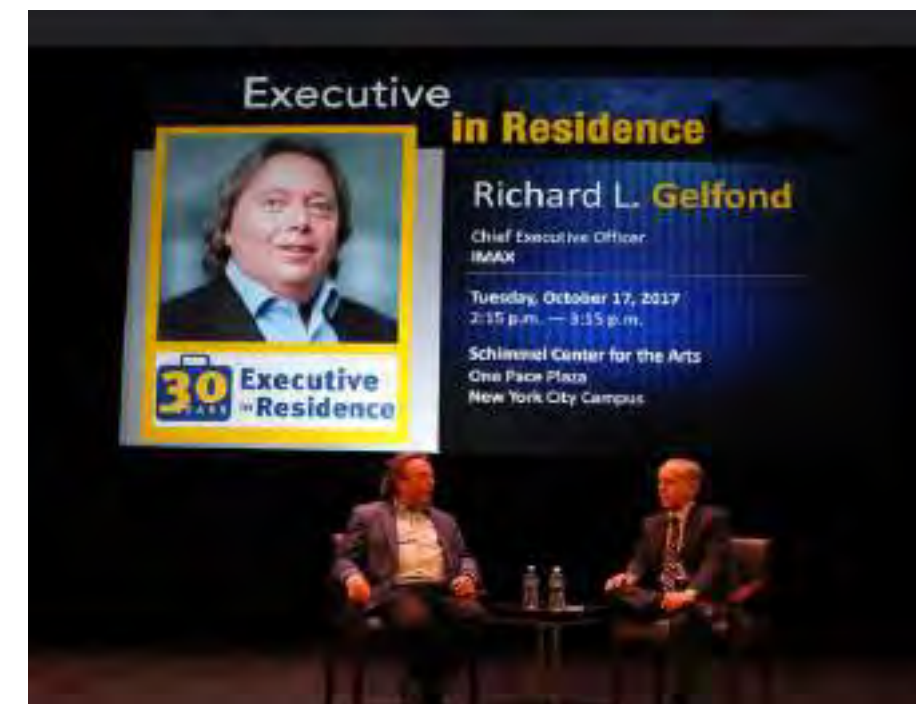 Executive
in Residence
Richard L. Gelfond
Chief Executive Officer
IMAX
Tuesday, October 17, 2017
2:15 p.m. — 3:15 p.m.
Schimmel Center for the Arts
One Pace Plaza
New York City Campus
30
YEARS
Executive
in Residence